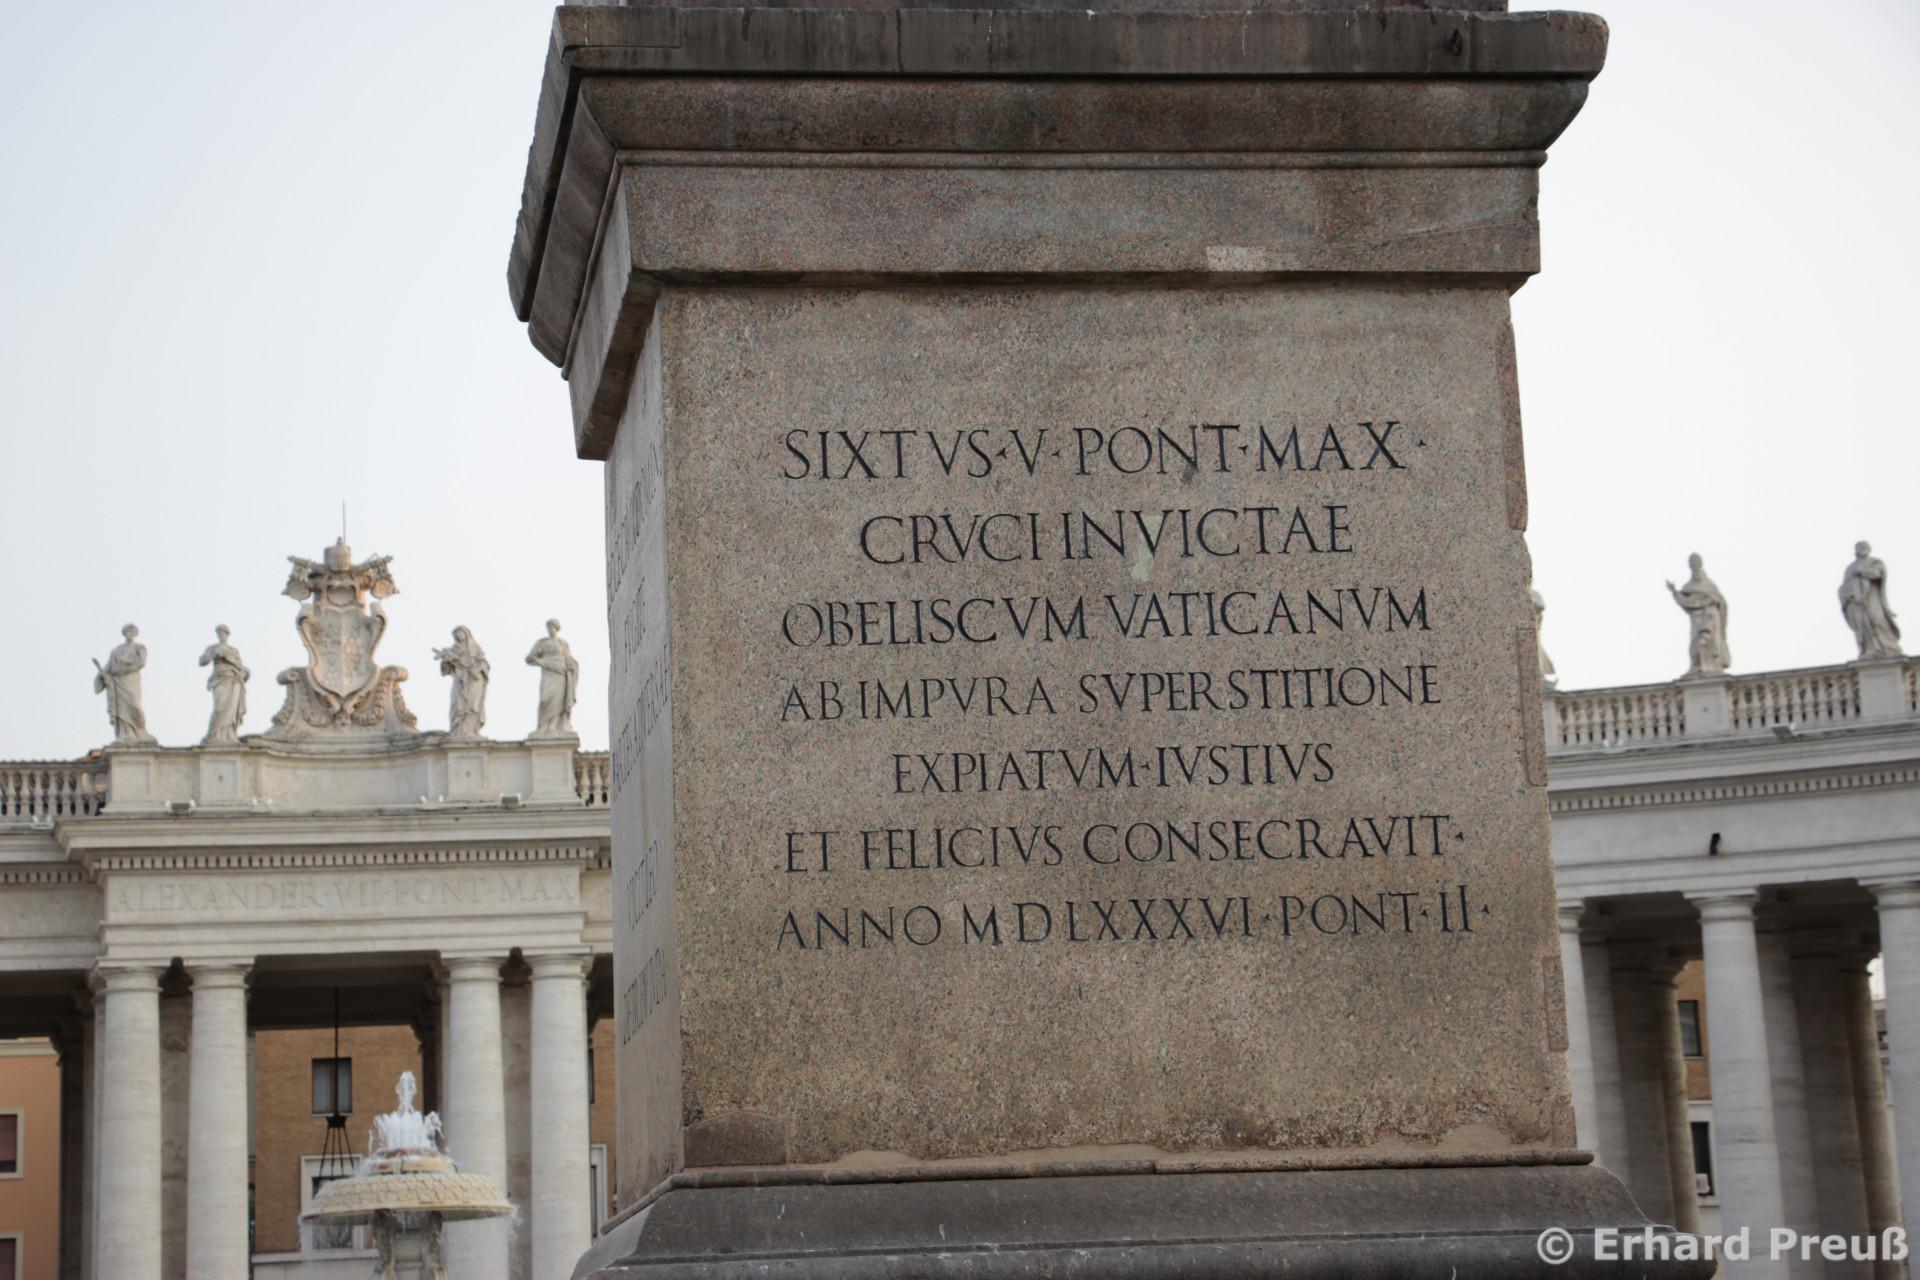 SIXTVS·V·PONT·MAX·
CRVCI INVICTAE
OBELISCVM VATICANVM
AB IMPVRA SVPERSTITIONE
EXPIATVM·IVSTIVS
ET FELICIVS CONSECRAVIT·
ANNO MDLXXXVI·PONT·II·
ALEXANDER·VII·PONT·MAX
© Erhard Preuß